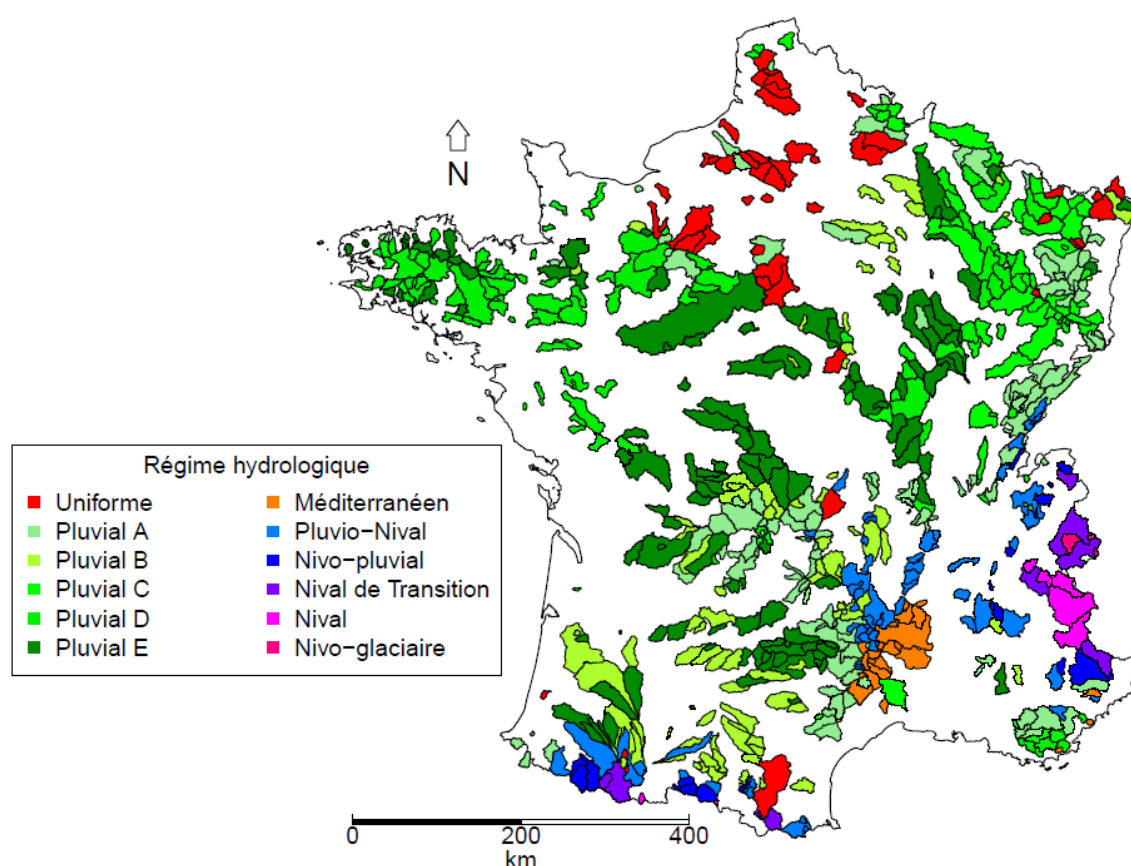 N
Régime hydrologique
Uniforme
Pluvial A
Pluvial B
Pluvial C
Pluvial D
Pluvial E
Méditerranéen
Pluvio−Nival
Nivo−pluvial
Nival de Transition
Nival
Nivo−glaciaire
0 200 400
km